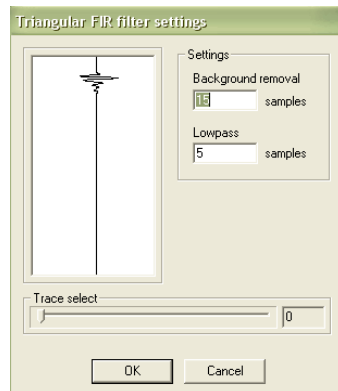 Triangular FIR filter settings
Settings
Background removal
15 samples
Lowpass
5 samples
Trace select
0
OK Cancel